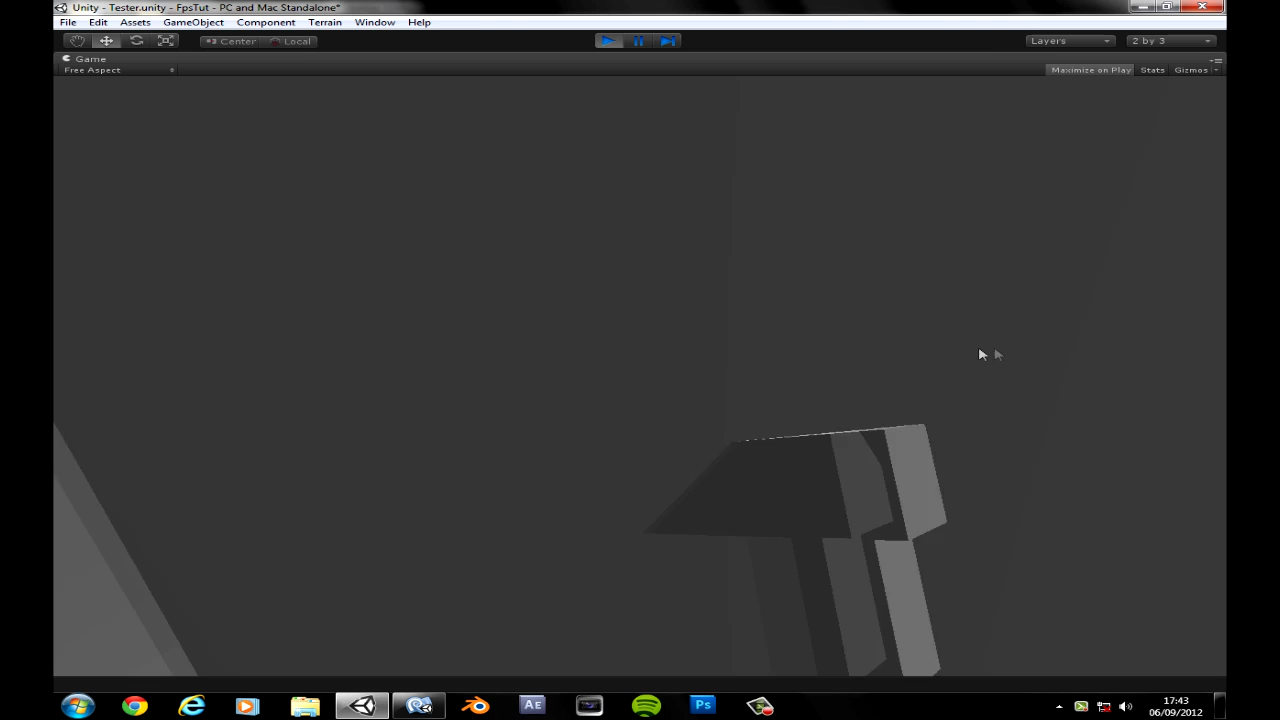 Unity - Tester.unity - FpsTut - PC and Mac Standalone*
File Edit Assets GameObject Component Terrain Window Help
Center Local Layers 2 by 3
Game
Free Aspect Maximize on Play Stats Gizmos
Ae Ps
17:43
06/09/2012